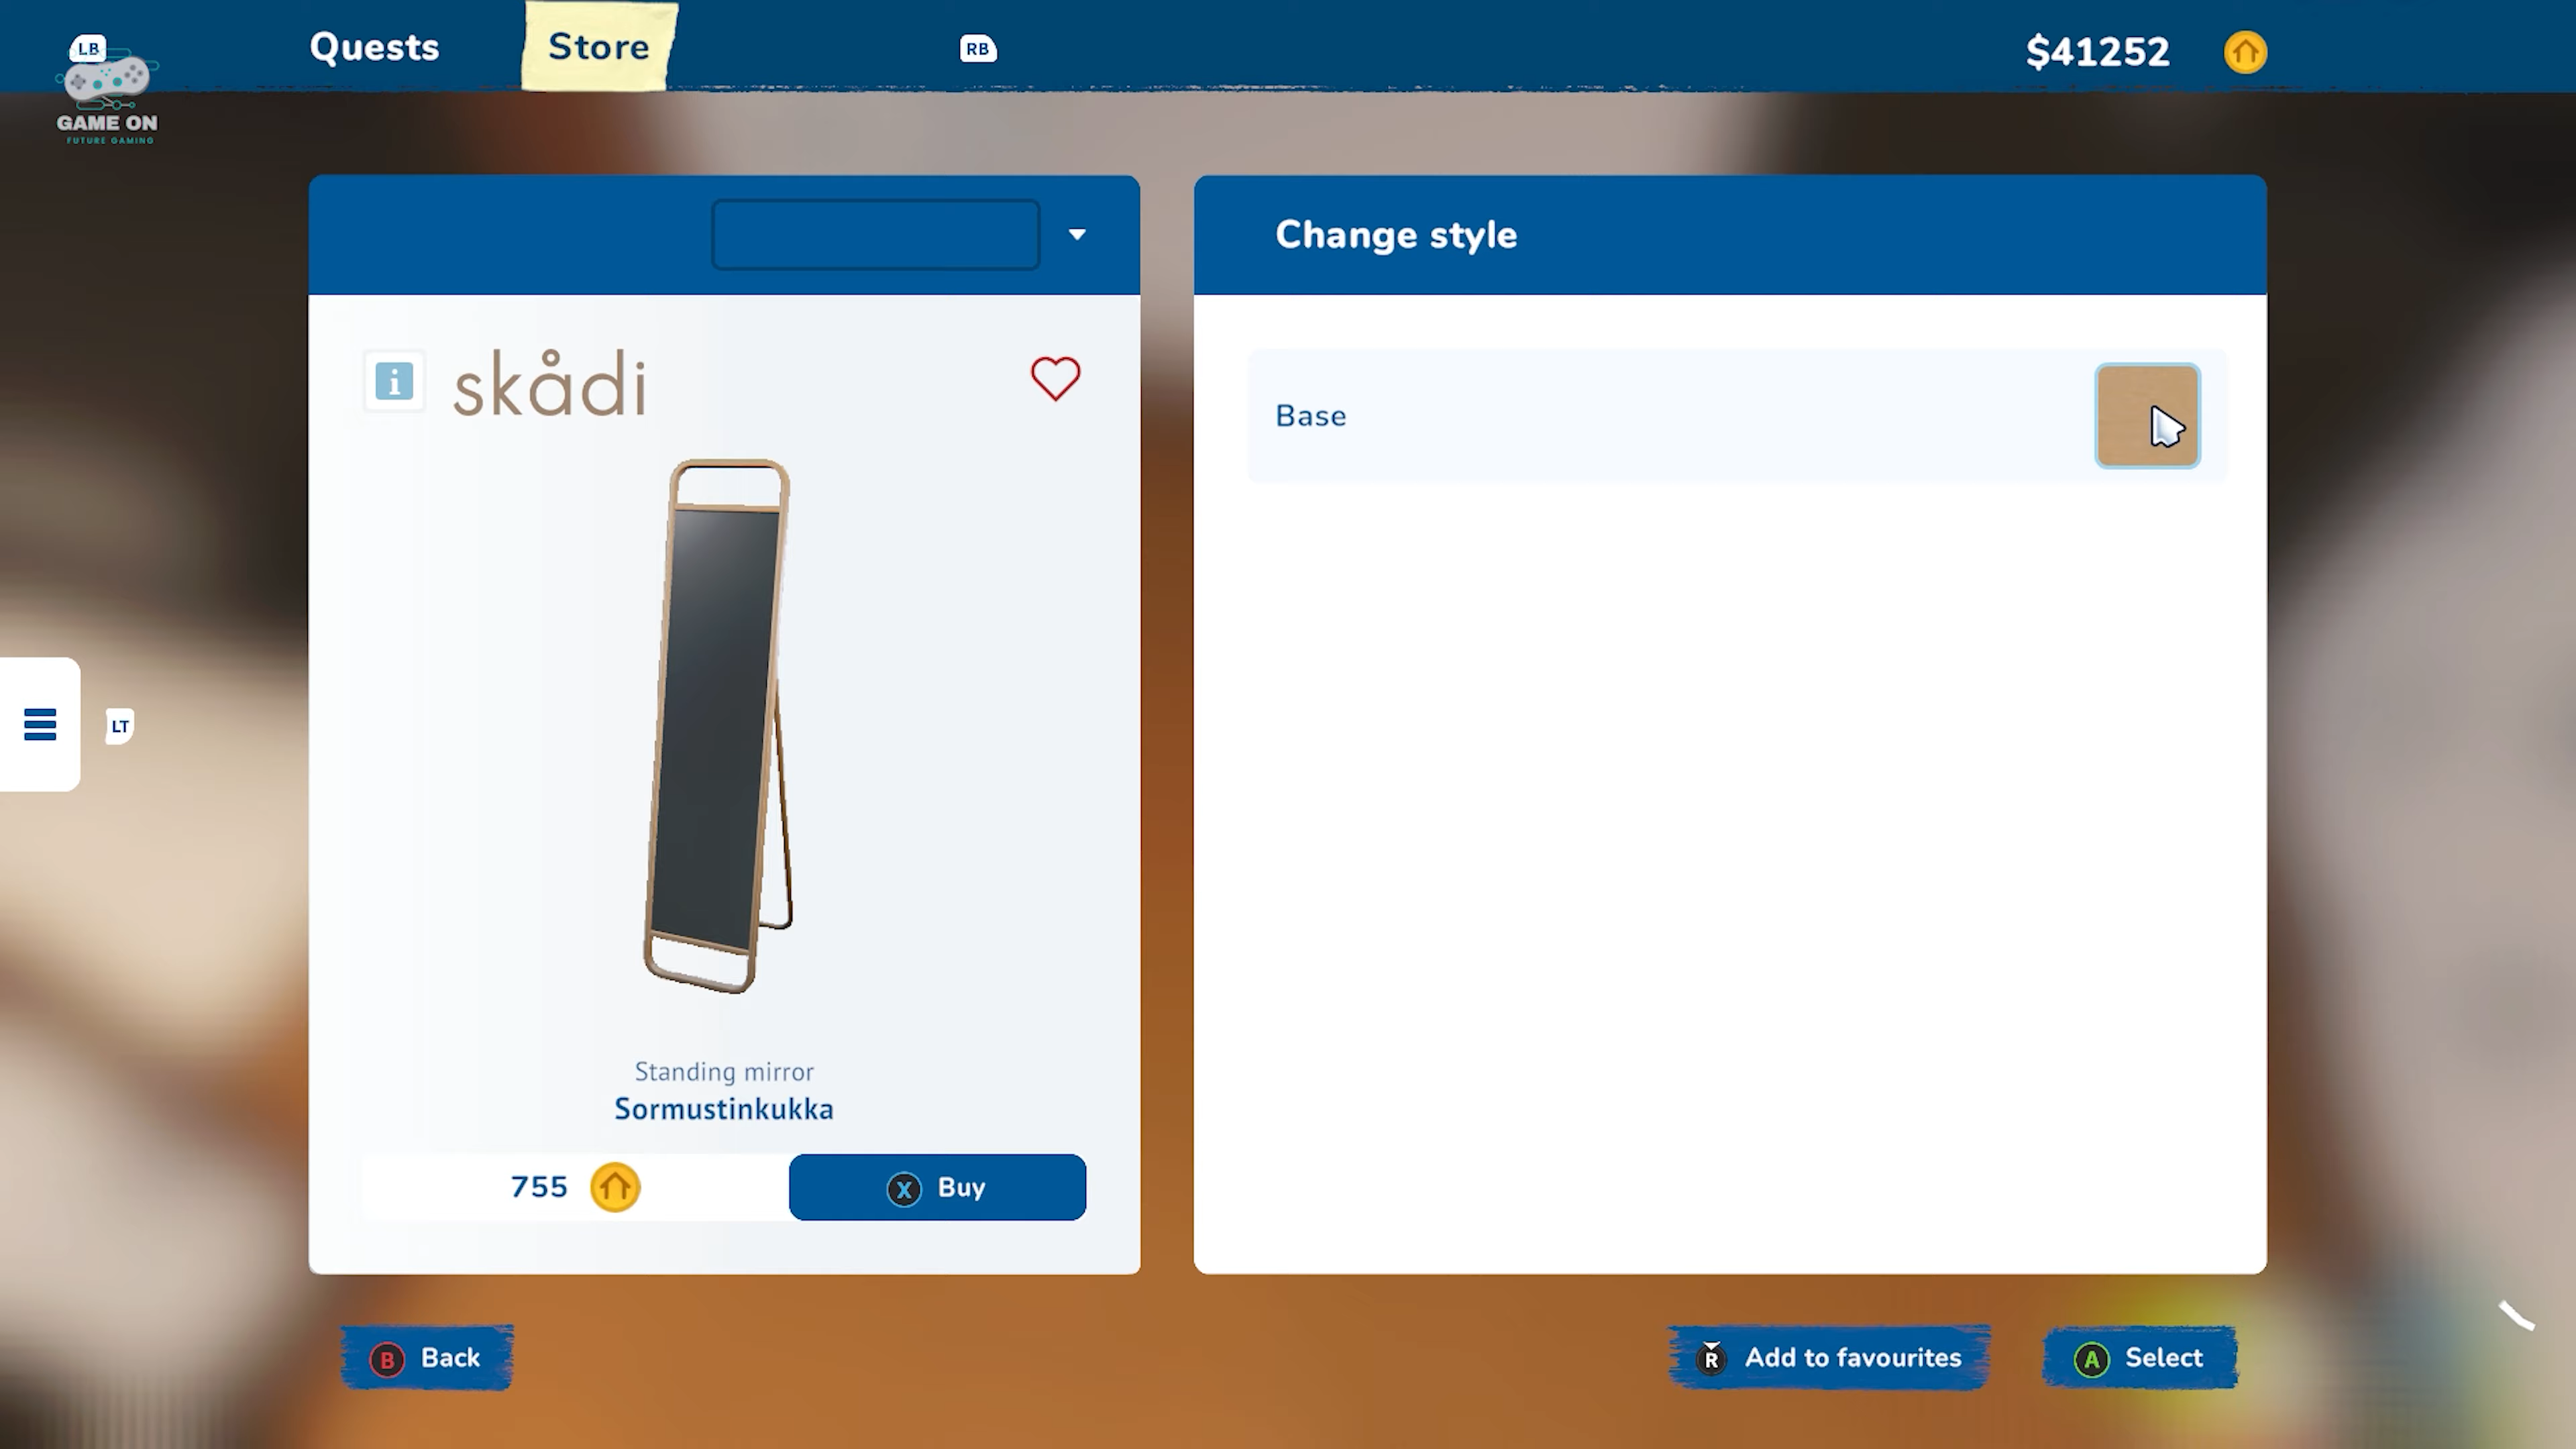 LB
Quests
Store
RB
$41252
GAME ON
FUTURE GAMING
Change style
i
skådi
Base
LT
Standing mirror
Sormustinkukka
755
X Buy
B Back
R Add to favourites
A Select